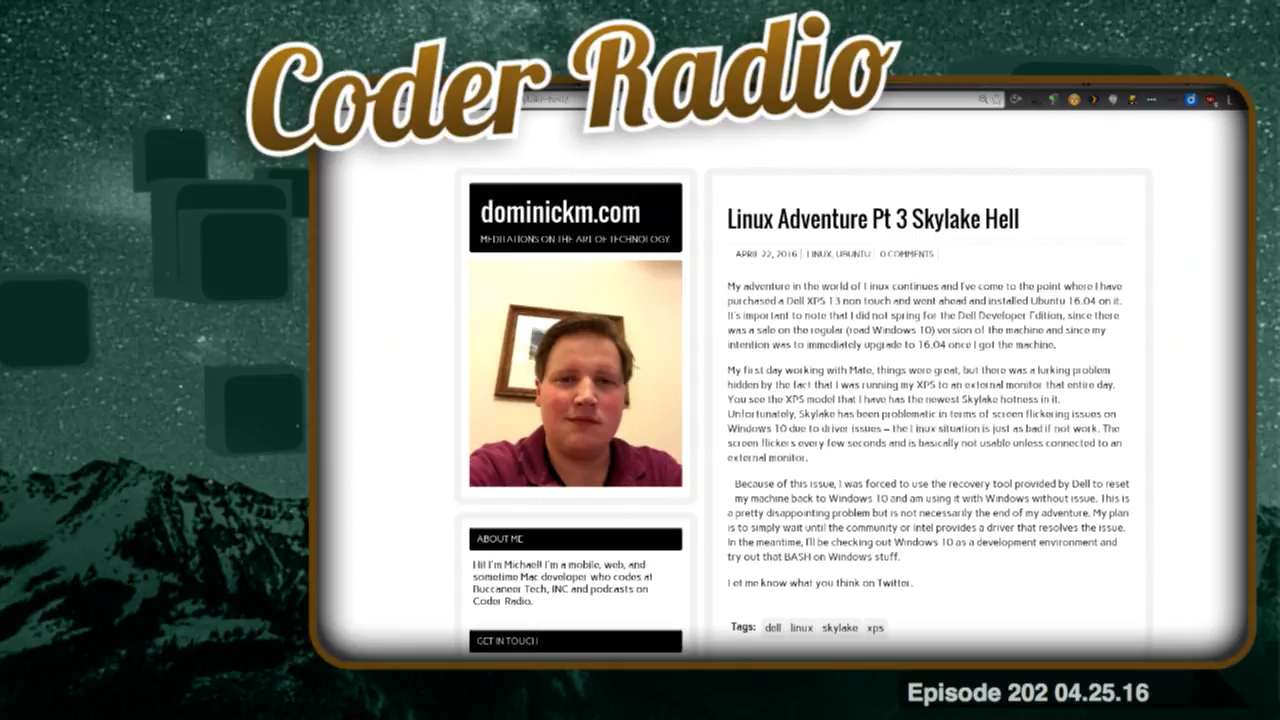 Coder Radio
dominickm.com
MEDITATIONS ON THE ART OF TECHNOLOGY
Linux Adventure Pt 3 Skylake Hell
APRIL 22, 2016 | LINUX, UBUNTU | 0 COMMENTS
My adventure in the world of Linux continues and I've come to the point where I have
purchased a Dell XPS 13 non touch and went ahead and installed Ubuntu 16.04 on it.
It's important to note that I did not spring for the Dell Developer Edition, since there
was a sale on the regular (read Windows 10) version of the machine and since my
intention was to immediately upgrade to 16.04 once I got the machine.
My first day working with Mate, things were great, but there was a lurking problem
hidden by the fact that I was running my XPS to an external monitor that entire day.
You see the XPS model that I have has the newest Skylake hotness in it.
Unfortunately, Skylake has been problematic in terms of screen flickering issues on
Windows 10 due to driver issues – the Linux situation is just as bad if not work. The
screen flickers every few seconds and is basically not usable unless connected to an
external monitor.
Because of this issue, I was forced to use the recovery tool provided by Dell to reset
my machine back to Windows 10 and am using it with Windows without issue. This is
a pretty disappointing problem but is not necessarily the end of my adventure. My plan
is to simply wait until the community or Intel provides a driver that resolves the issue.
In the meantime, I'll be checking out Windows 10 as a development environment and
try out that BASH on Windows stuff.
Let me know what you think on Twitter.
Tags: dell linux skylake xps
ABOUT ME
Hi! I'm Michael! I'm a mobile, web, and
sometime Mac developer who codes at
Buccaneer Tech, INC and podcasts on
Coder Radio.
GET IN TOUCH
Episode 202 04.25.16